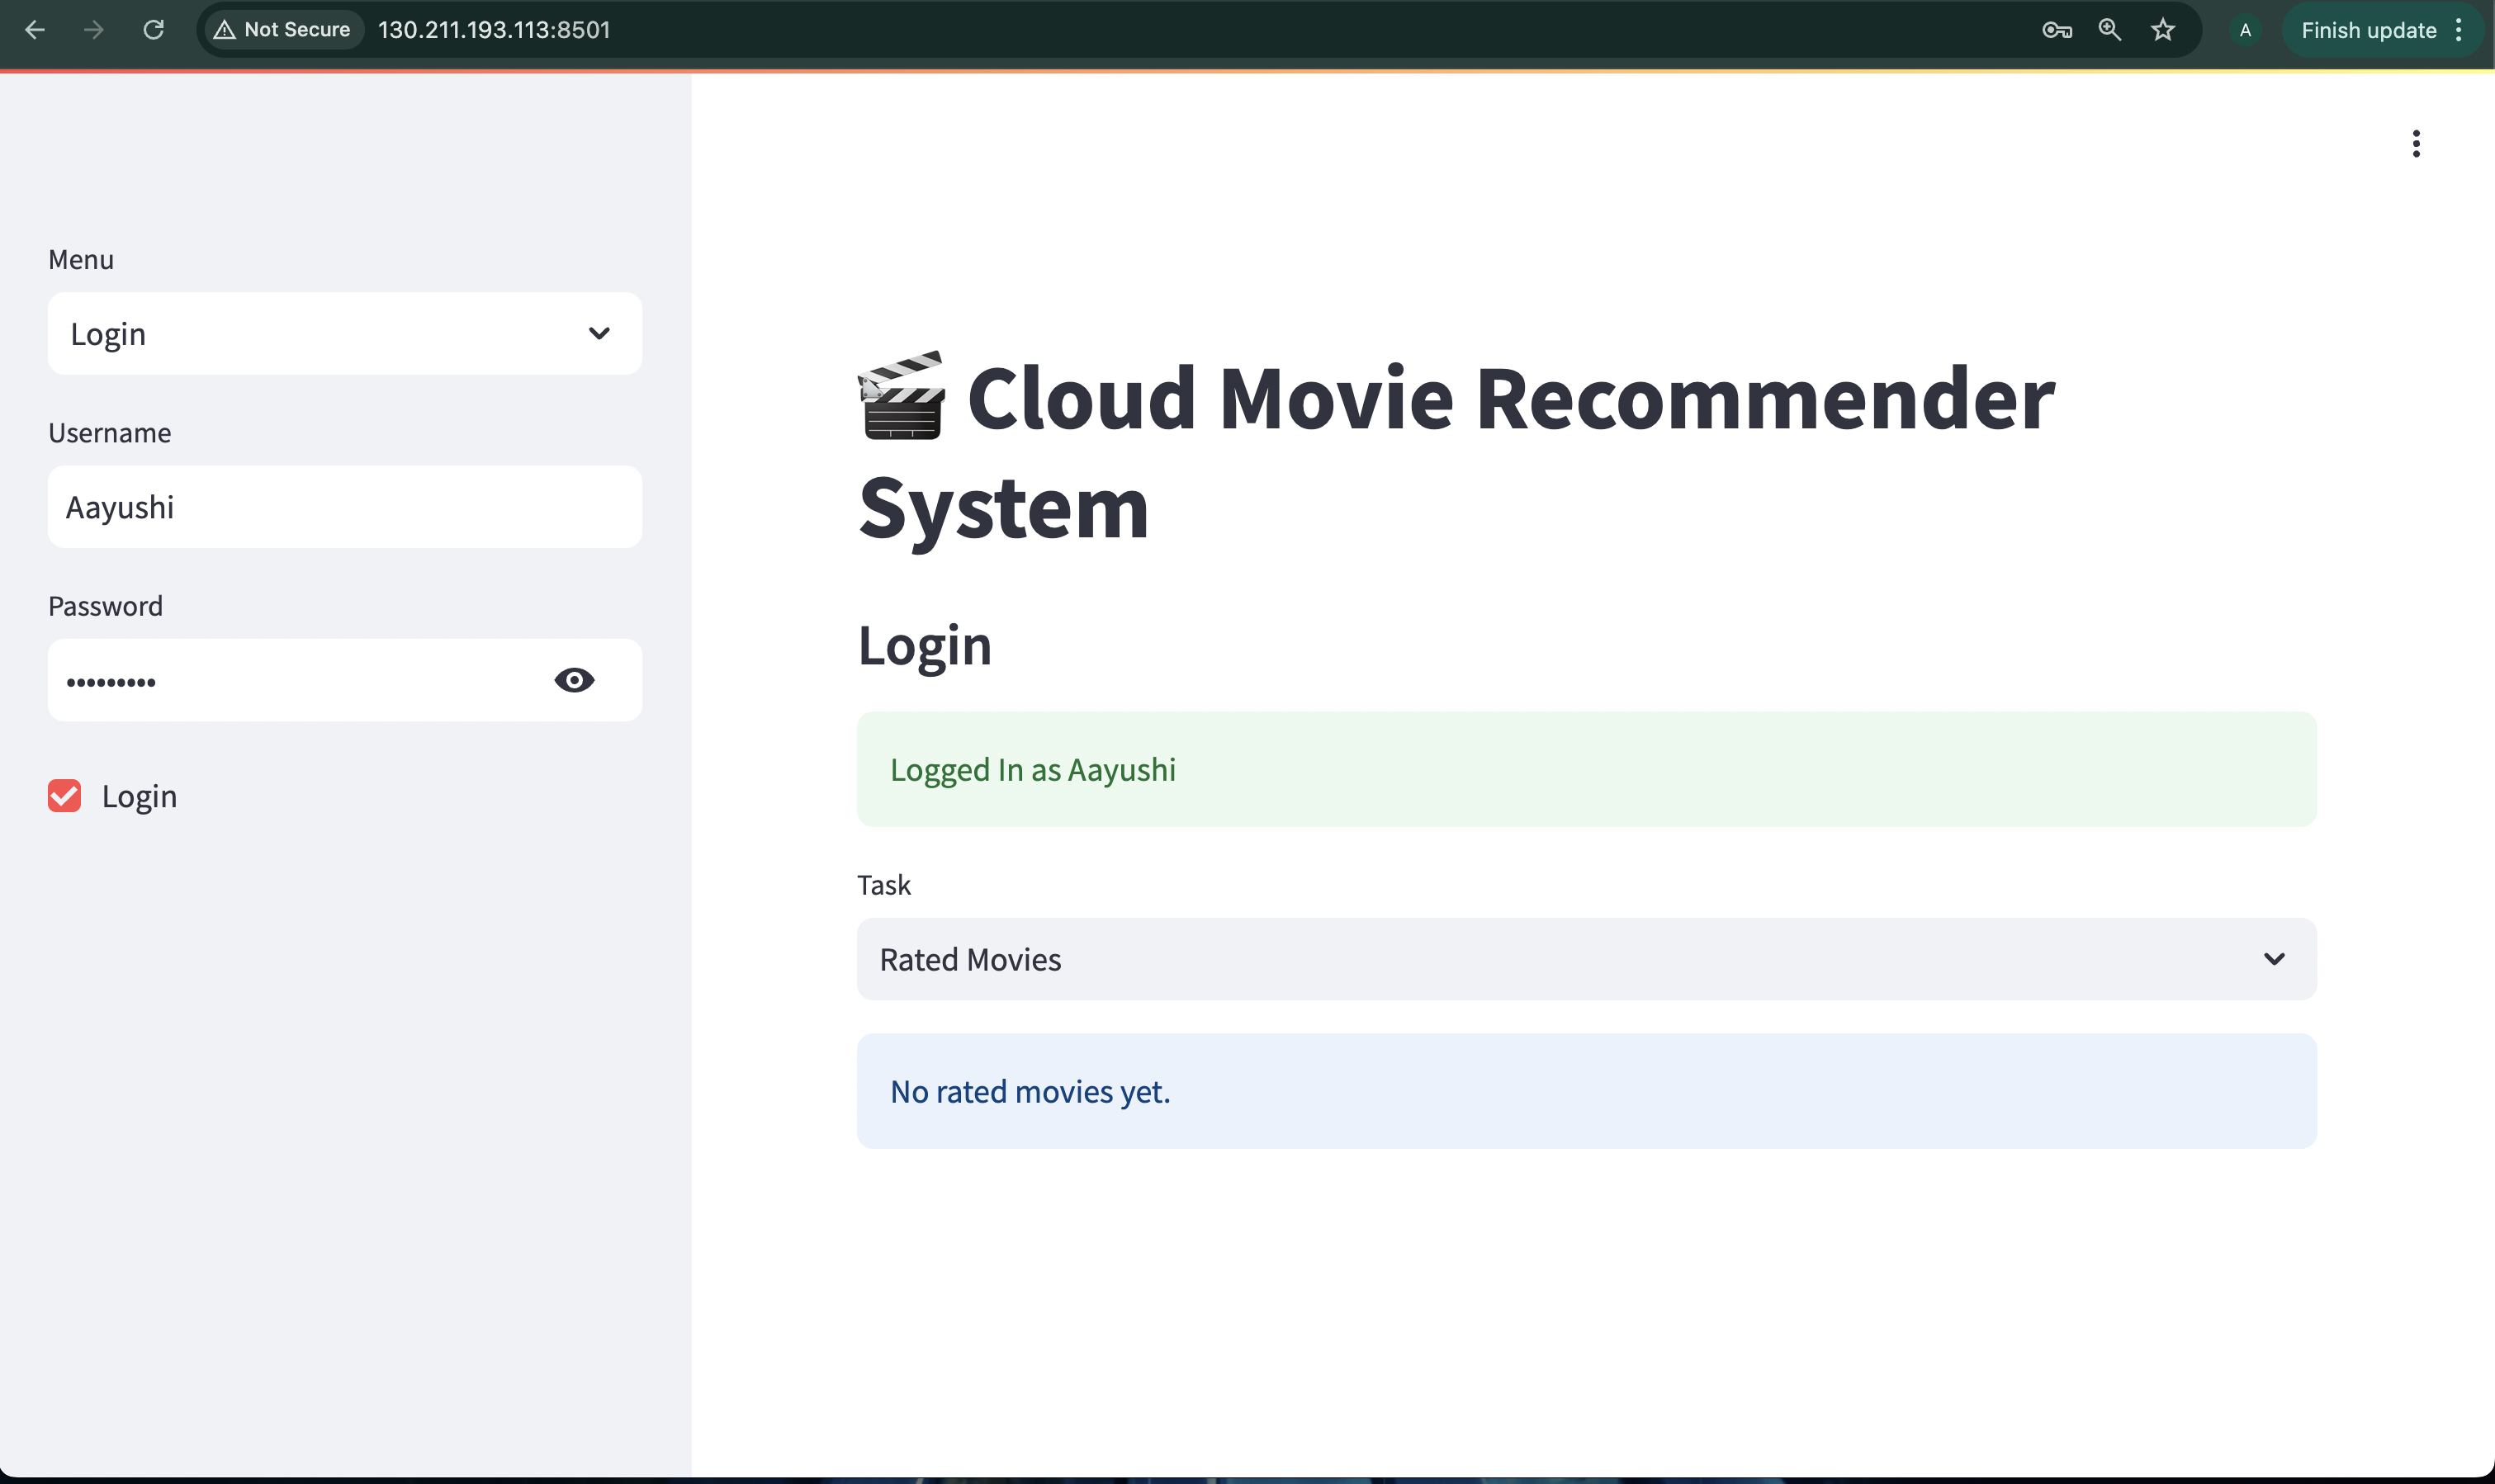 Not Secure
130.211.193.113:8501
A
Finish update
Menu
Login
Username
Aayushi
Password
•••••••••
Login
🎬 Cloud Movie Recommender
System
Login
Logged In as Aayushi
Task
Rated Movies
No rated movies yet.